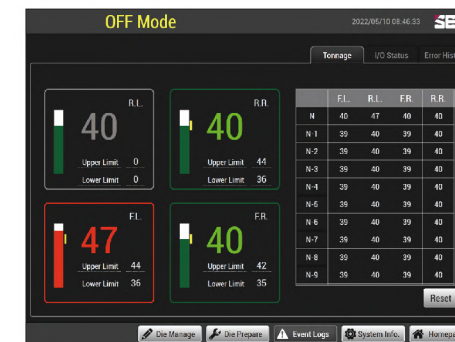 OFF Mode
2022/05/10 08:46:33
SE
Tonnage I/O Status Error His
R.L.
40
Upper Limit 0
Lower Limit 0
R.R.
40
Upper Limit 44
Lower Limit 36
F.L.
47
Upper Limit 44
Lower Limit 36
F.R.
40
Upper Limit 42
Lower Limit 35
F.L. R.L. F.R. R.R.
N 40 47 40 40
N-1 39 40 39 40
N-2 39 40 39 40
N-3 39 40 39 40
N-4 39 40 39 40
N-5 39 40 39 40
N-6 39 40 39 40
N-7 39 40 39 40
N-8 39 40 39 40
N-9 39 40 39 40
Reset
Die Manage Die Prepare Event Logs System Info. Homepa